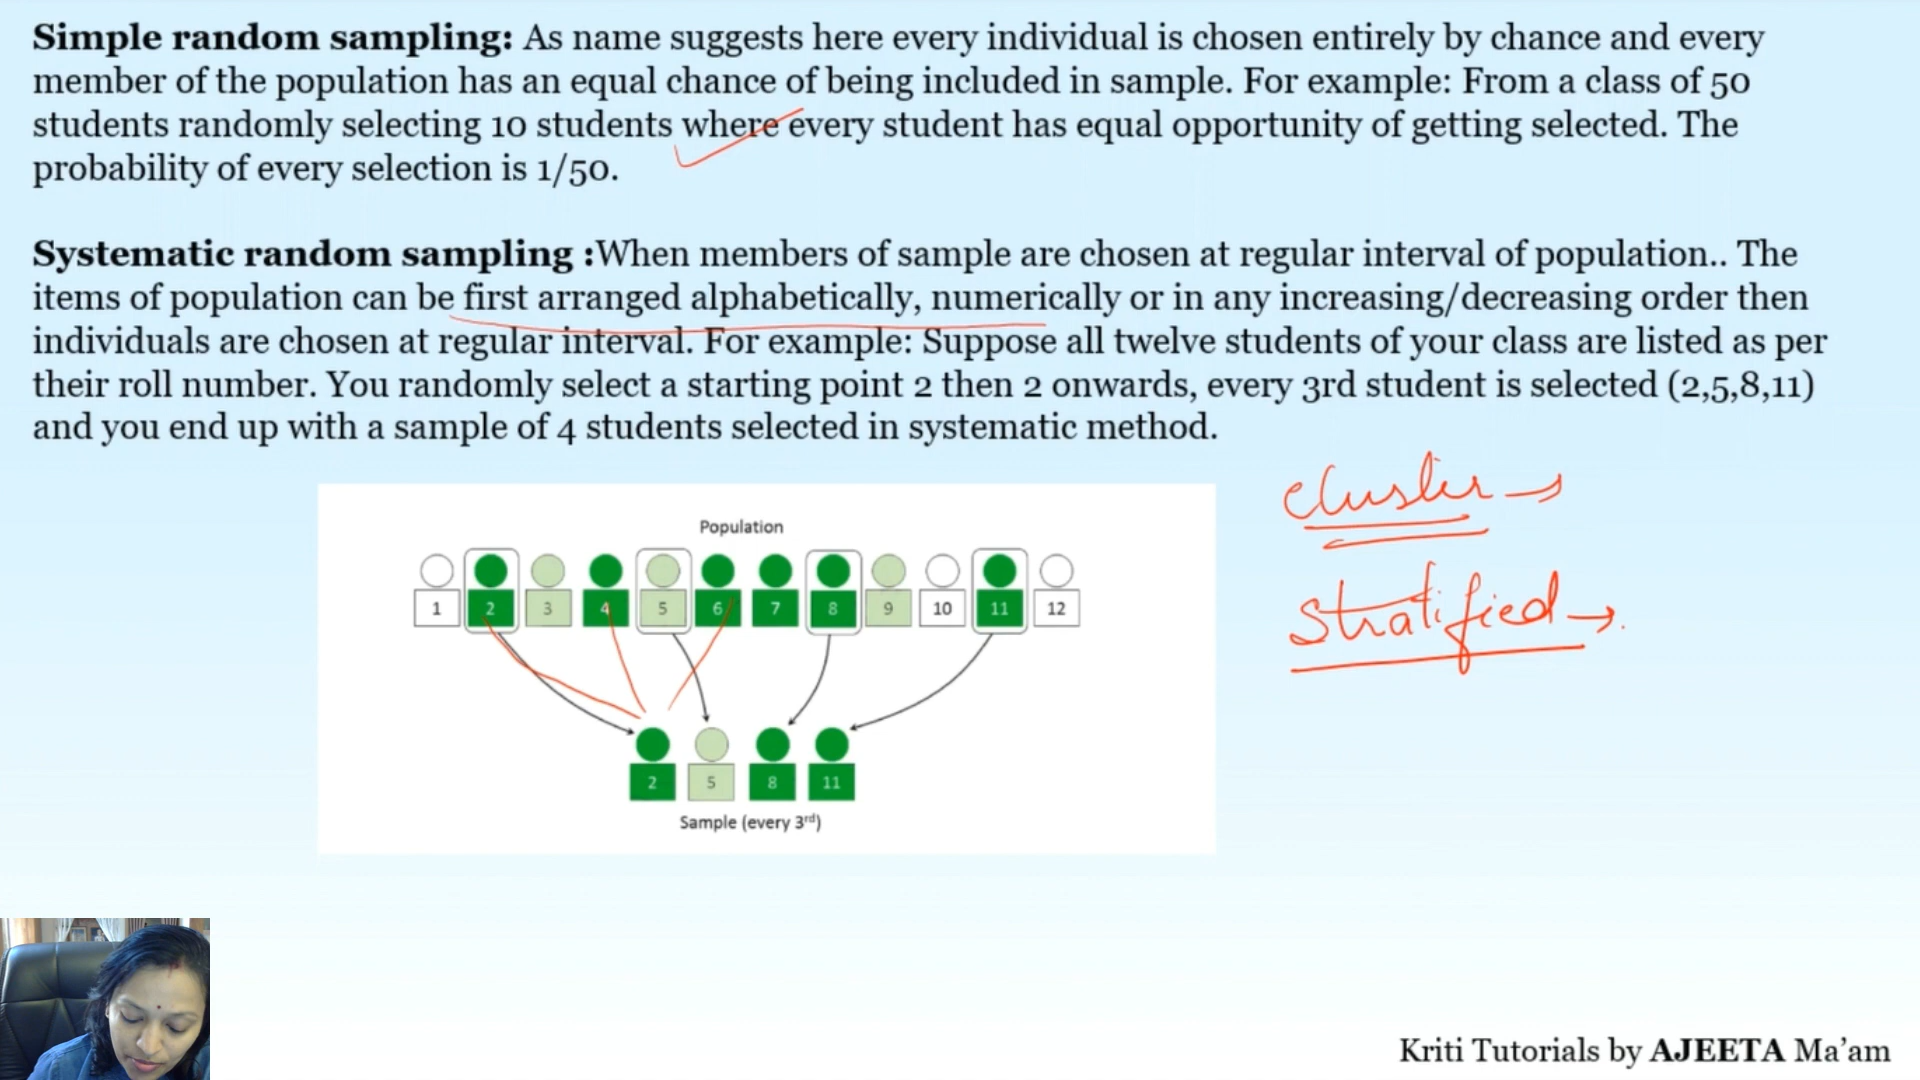 Simple random sampling: As name suggests here every individual is chosen entirely by chance and every
member of the population has an equal chance of being included in sample. For example: From a class of 50
students randomly selecting 10 students where every student has equal opportunity of getting selected. The
probability of every selection is 1/50.
Systematic random sampling :When members of sample are chosen at regular interval of population.. The
items of population can be first arranged alphabetically, numerically or in any increasing/decreasing order then
individuals are chosen at regular interval. For example: Suppose all twelve students of your class are listed as per
their roll number. You randomly select a starting point 2 then 2 onwards, every 3rd student is selected (2,5,8,11)
and you end up with a sample of 4 students selected in systematic method.
cluster →
Stratified →
Population
1 2 3 4 5 6 7 8 9 10 11 12
2 5 8 11
Sample (every 3rd)
Kriti Tutorials by AJEETA Ma'am